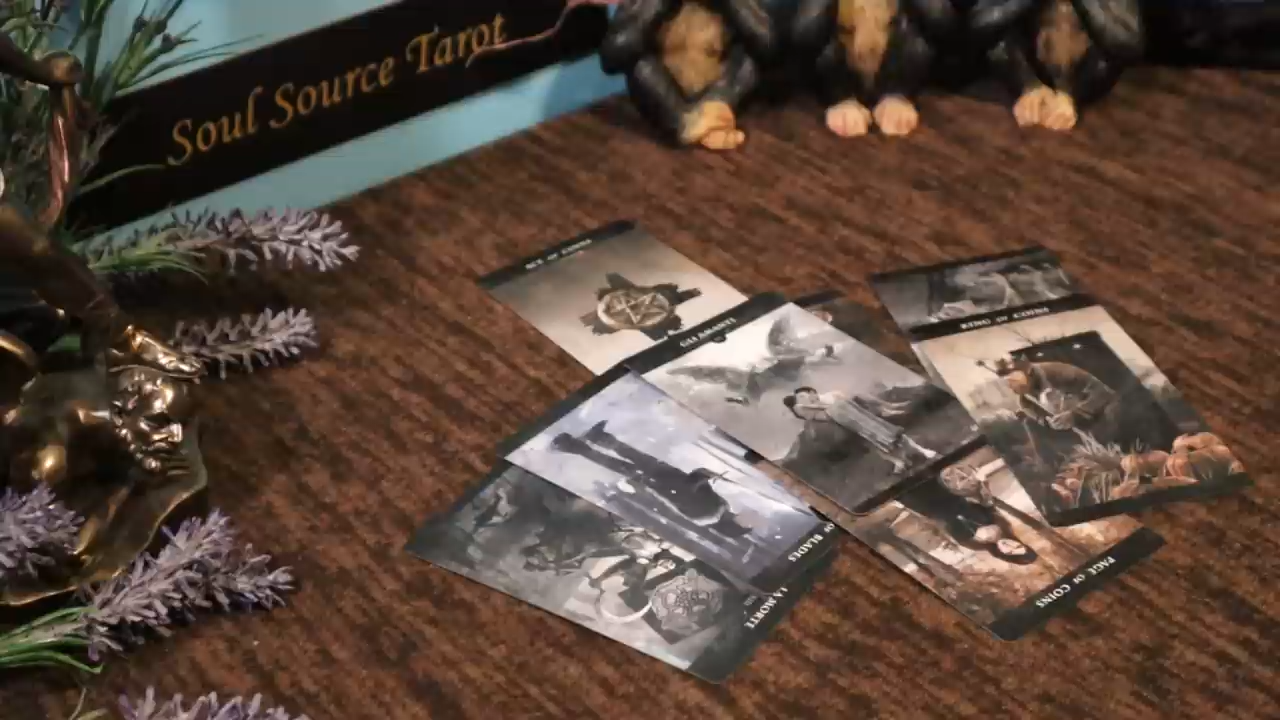 Soul Source Tarot
ACE OF COINS
GLI AMANTI
KING OF COINS
OF BLADES
LA MORTE
PAGE OF COINS